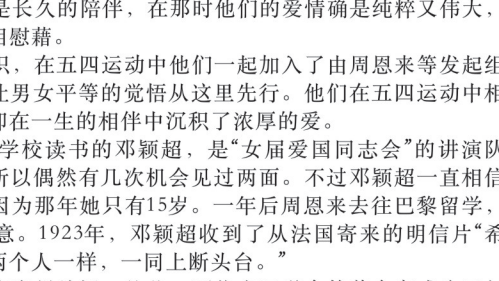 是长久的陪伴，在那时他们的爱情确是纯粹又伟大，
相慰藉。
识，在五四运动中他们一起加入了由周恩来等发起组
让男女平等的觉悟从这里先行。他们在五四运动中相
却在一生的相伴中沉积了浓厚的爱。
学校读书的邓颖超，是“女届爱国同志会”的讲演队
所以偶然有几次机会见过两面。不过邓颖超一直相信
因为那年她只有15岁。一年后周恩来去往巴黎留学，
意。1923年，邓颖超收到了从法国寄来的明信片“希
两个人一样，一同上断头台。”